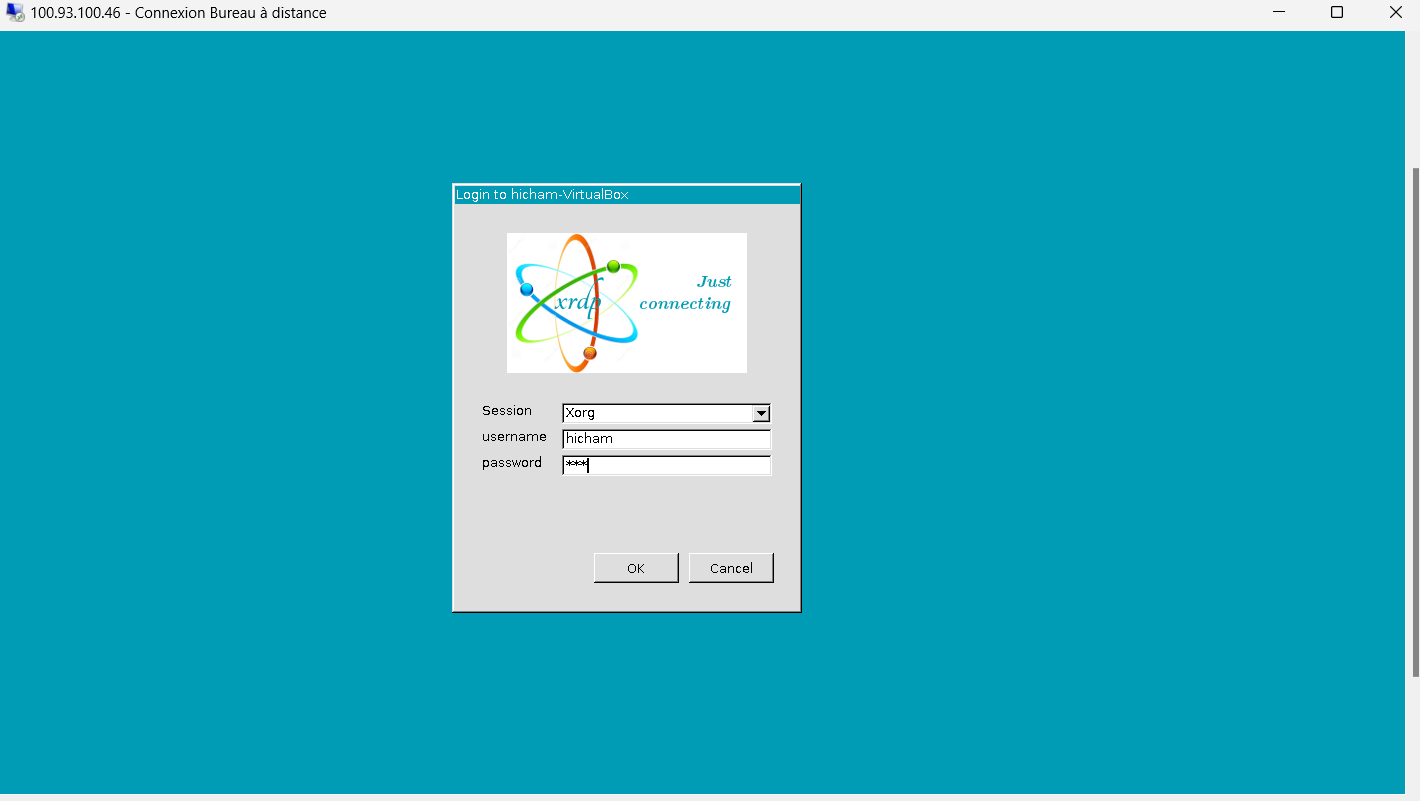 100.93.100.46 - Connexion Bureau à distance
Login to hicham-VirtualBox
xrdp
Just
connecting
Session
Xorg
username
hicham
password
***
OK
Cancel